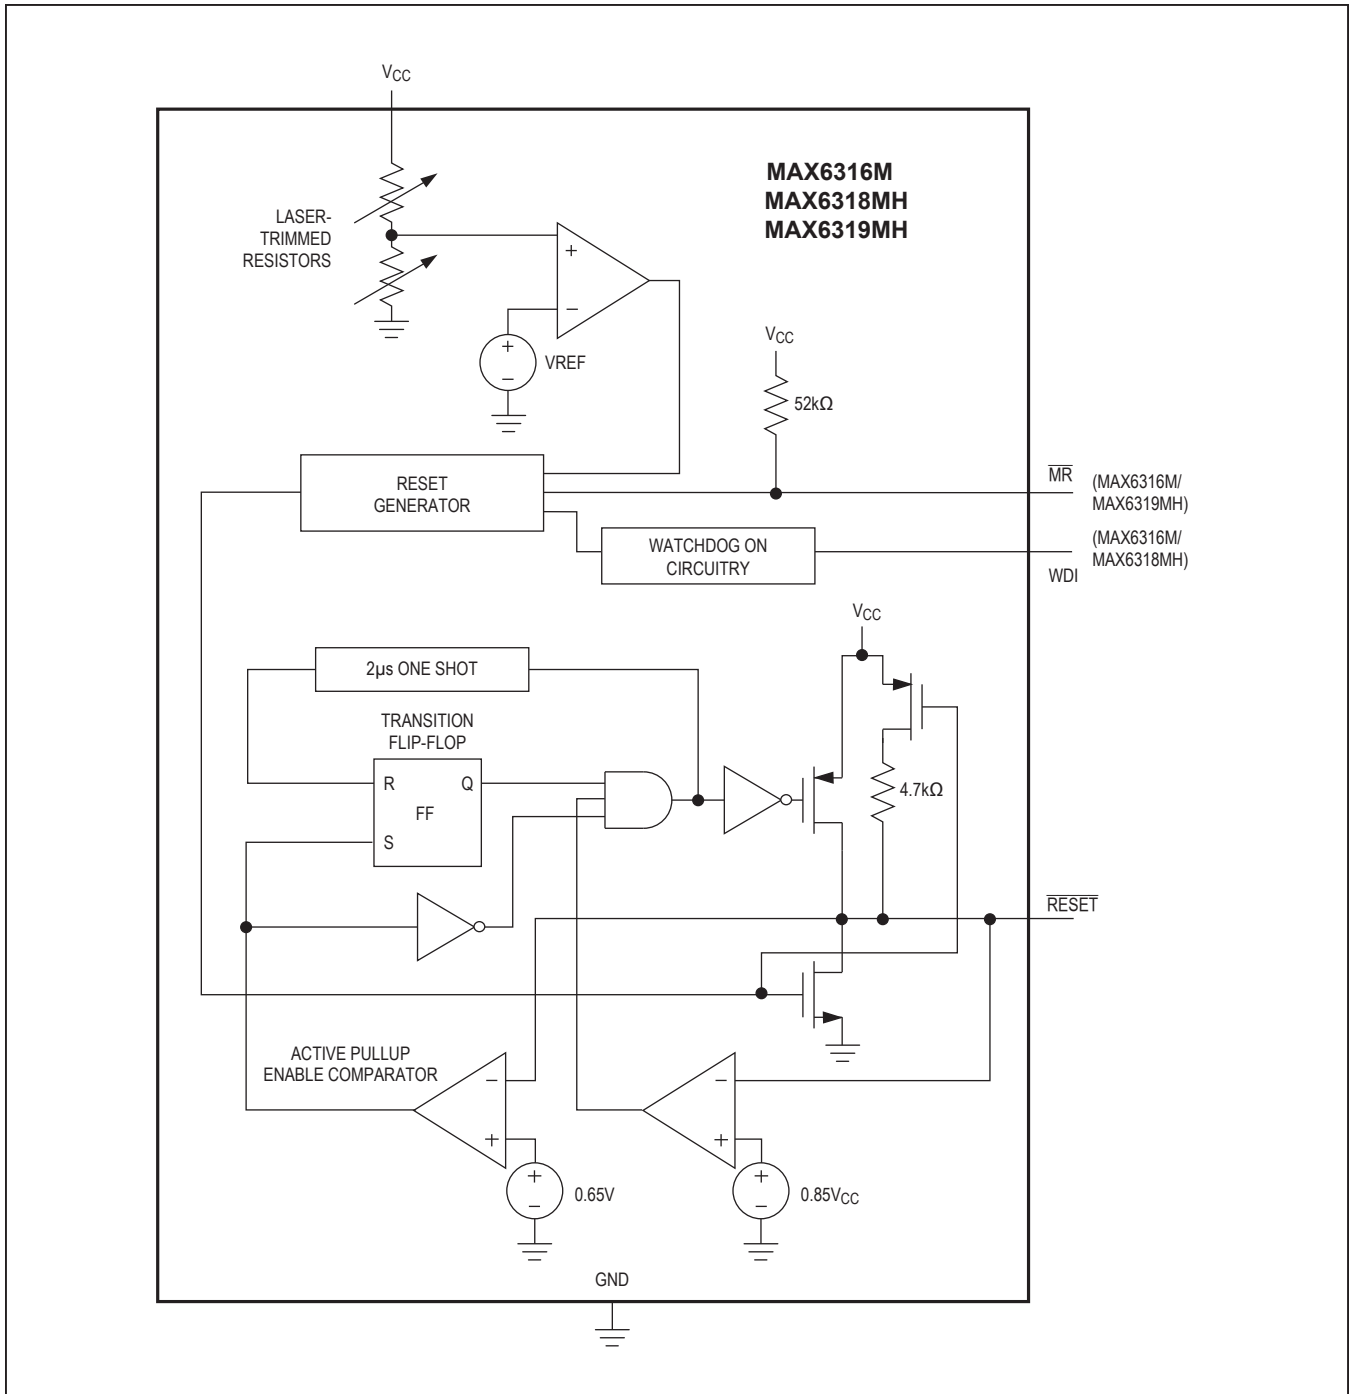 VCC
MAX6316M
MAX6318MH
MAX6319MH
LASER-
TRIMMED
RESISTORS
+
−
+
−
VREF
VCC
52kΩ
RESET
GENERATOR
MR
(MAX6316M/
MAX6319MH)
WATCHDOG ON
CIRCUITRY
(MAX6316M/
MAX6318MH)
WDI
VCC
2µs ONE SHOT
TRANSITION
FLIP-FLOP
R
Q
FF
S
4.7kΩ
RESET
ACTIVE PULLUP
ENABLE COMPARATOR
−
+
−
+
+
−
0.65V
+
−
0.85VCC
GND